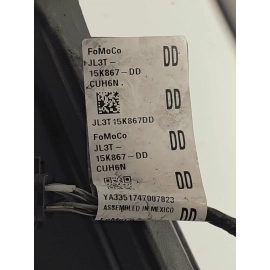 FoMoCo DD
JL3T-
15K867-DD
CUH6N DD
JL3T15K867DD
FoMoCo DD
JL3T-
15K867-DD
CUH6N DD
YA3351747007823
ASSEMBLED IN MEXICO DD